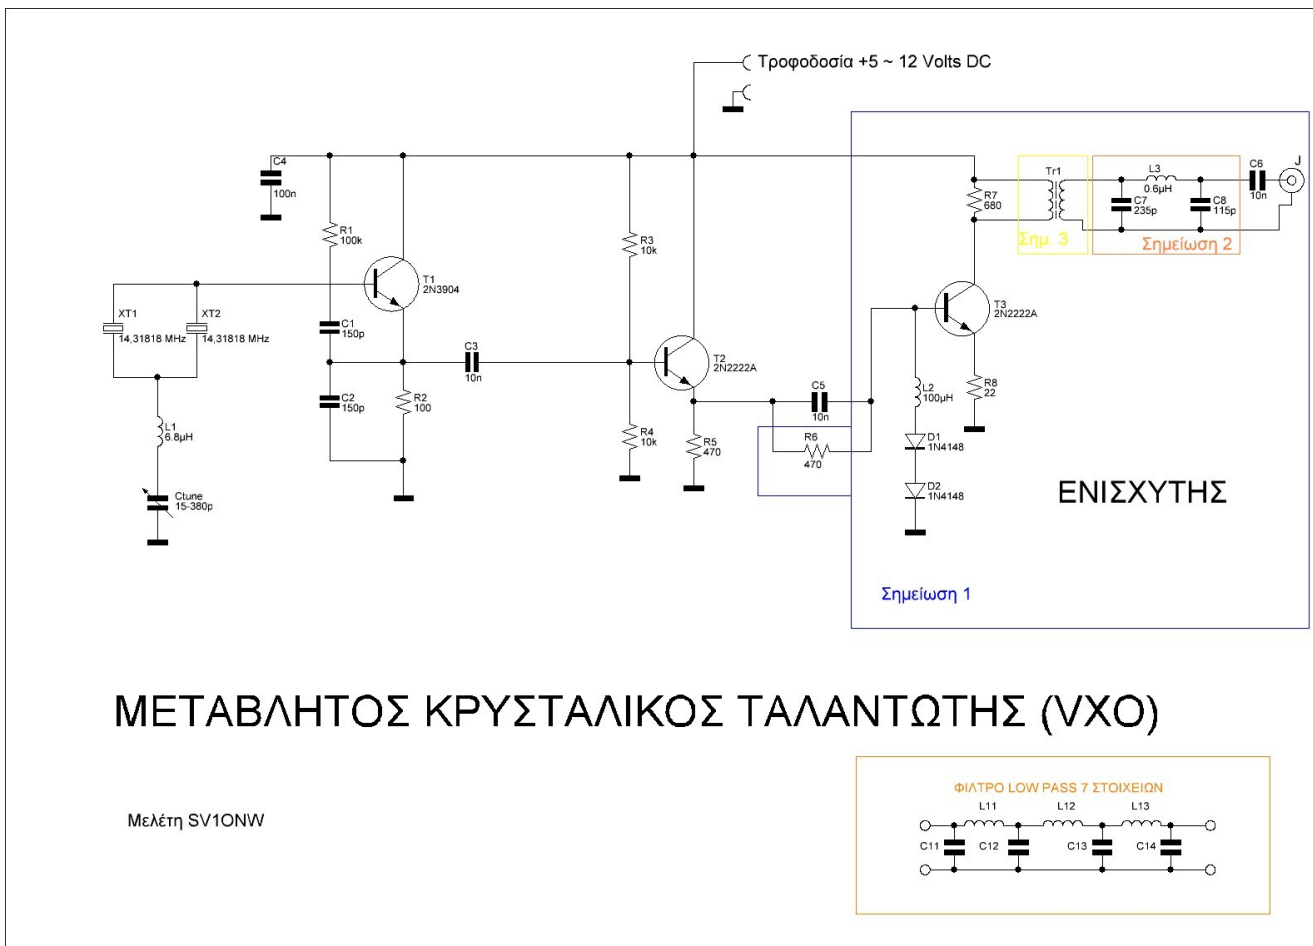 Τροφοδοσία +5 ~ 12 Volts DC
C4
100n
R1
100k
T1
2N3904
XT1
14,31818 MHz
XT2
14,31818 MHz
C1
150p
C2
150p
R2
100
L1
6.8µH
Ctune
15-380p
C3
10n
R3
10k
R4
10k
T2
2N2222A
R5
470
C5
10n
R6
470
R7
680
Tr1
L3
0.6µH
C7
235p
C8
115p
C6
10n
J
Σημ. 3
Σημείωση 2
T3
2N2222A
L2
100µH
R8
22
D1
1N4148
D2
1N4148
ΕΝΙΣΧΥΤΗΣ
Σημείωση 1
ΜΕΤΑΒΛΗΤΟΣ ΚΡΥΣΤΑΛΙΚΟΣ ΤΑΛΑΝΤΩΤΗΣ (VXO)
Μελέτη SV1ONW
ΦΙΛΤΡΟ LOW PASS 7 ΣΤΟΙΧΕΙΩΝ
L11
L12
L13
C11
C12
C13
C14